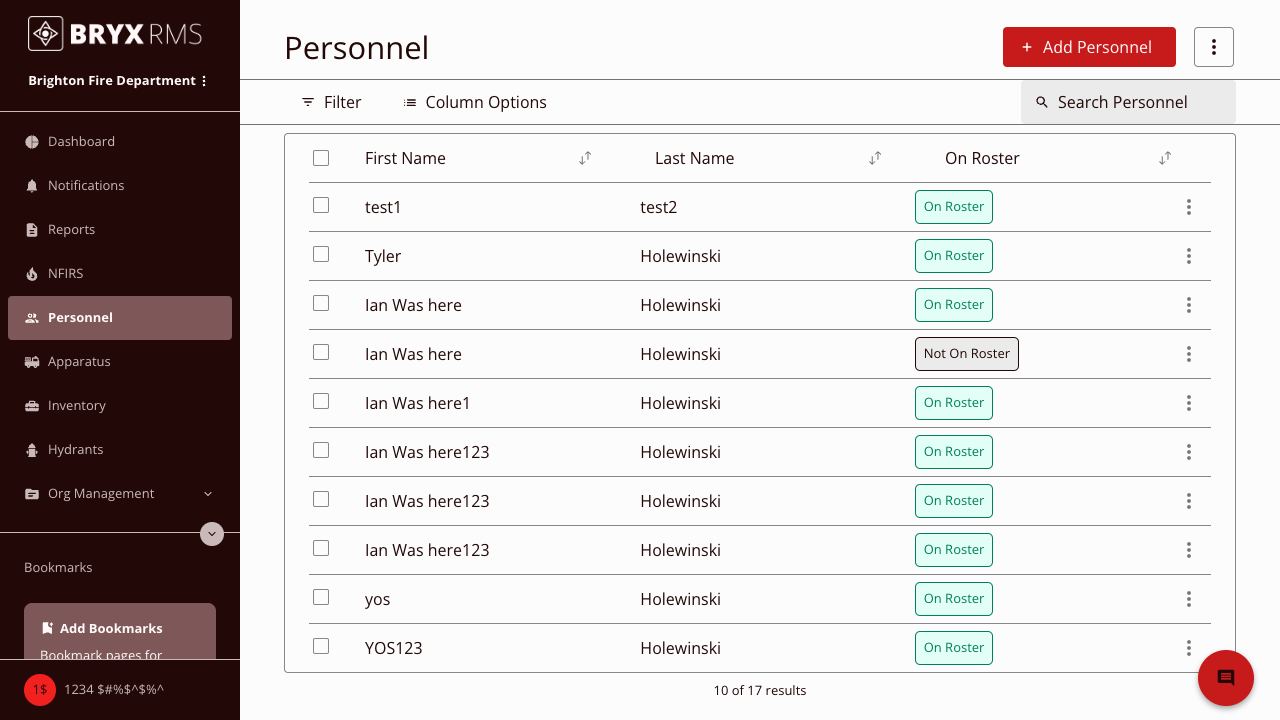 BRYX RMS
Brighton Fire Department
Dashboard
Notifications
Reports
NFIRS
Personnel
Apparatus
Inventory
Hydrants
Org Management
Bookmarks
Add Bookmarks
Bookmark pages for
1$ 1234 $#%$^$%^
Personnel
+ Add Personnel
Filter Column Options Search Personnel
First Name Last Name On Roster
test1 test2 On Roster
Tyler Holewinski On Roster
Ian Was here Holewinski On Roster
Ian Was here Holewinski Not On Roster
Ian Was here1 Holewinski On Roster
Ian Was here123 Holewinski On Roster
Ian Was here123 Holewinski On Roster
Ian Was here123 Holewinski On Roster
yos Holewinski On Roster
YOS123 Holewinski On Roster
10 of 17 results